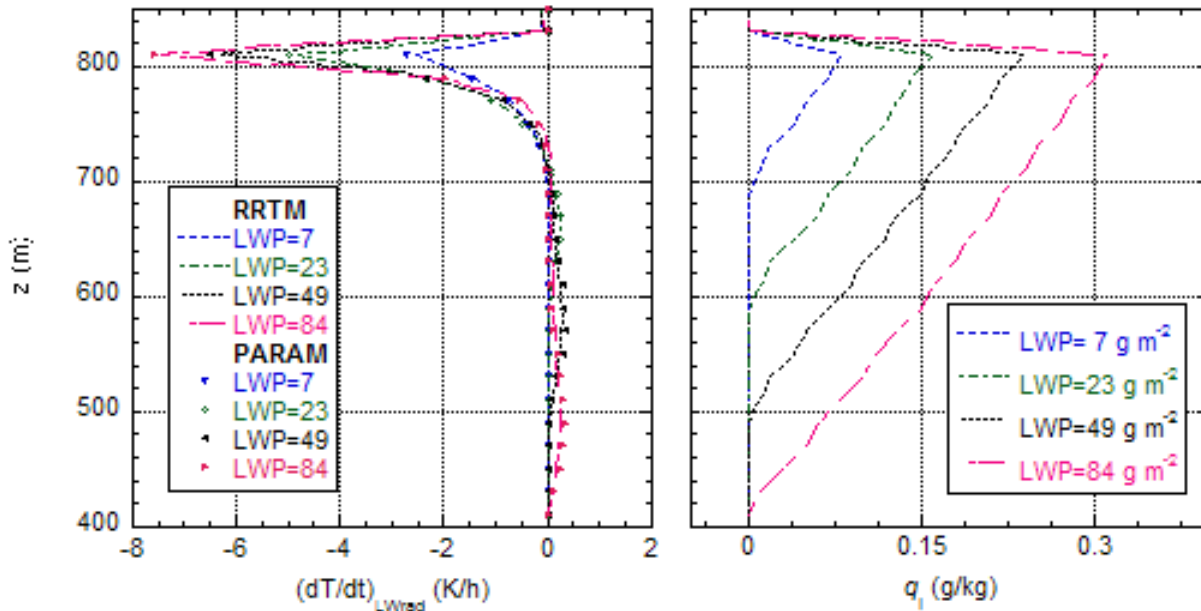 800
700
600
500
400
z (m)
RRTM
LWP=7
LWP=23
LWP=49
LWP=84
PARAM
LWP=7
LWP=23
LWP=49
LWP=84
-8 -6 -4 -2 0 2
(dT/dt)LWrad (K/h)
LWP= 7 g m-2
LWP=23 g m-2
LWP=49 g m-2
LWP=84 g m-2
0 0.15 0.3
ql (g/kg)